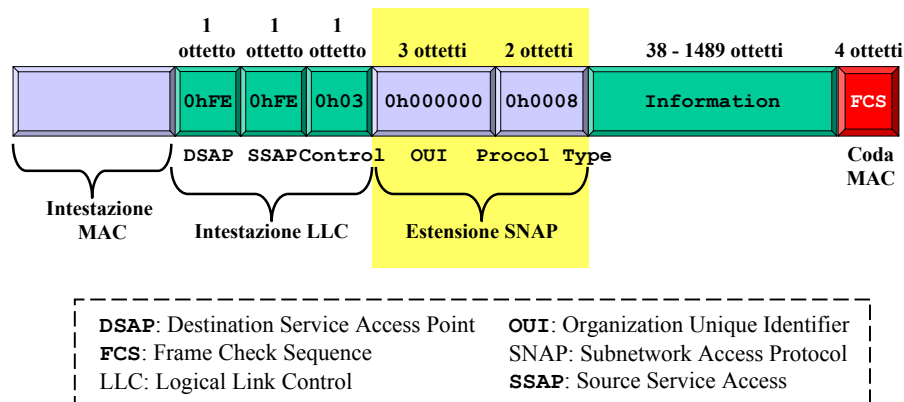 1 1 1
ottetto ottetto ottetto 3 ottetti 2 ottetti 38 - 1489 ottetti 4 ottetti
0hFE 0hFE 0h03 0h000000 0h0008 Information FCS
DSAP SSAP Control OUI Procol Type
Coda
MAC
Intestazione
MAC
Intestazione LLC
Estensione SNAP
DSAP: Destination Service Access Point
FCS: Frame Check Sequence
LLC: Logical Link Control
OUI: Organization Unique Identifier
SNAP: Subnetwork Access Protocol
SSAP: Source Service Access